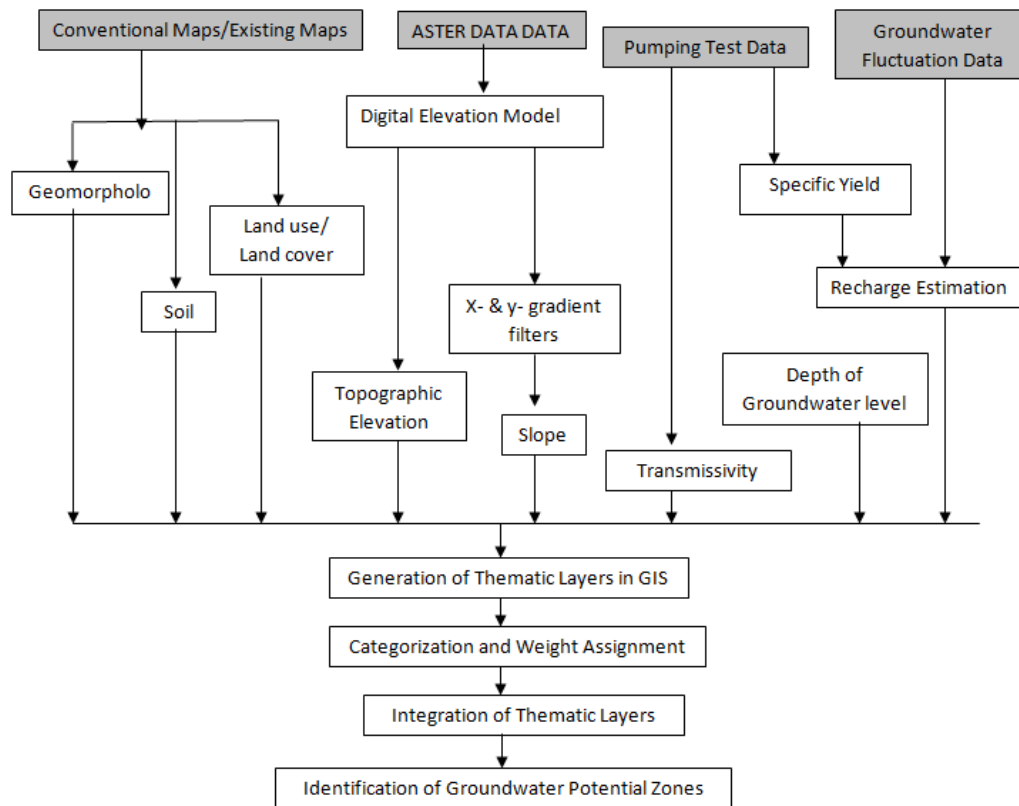 Conventional Maps/Existing Maps
ASTER DATA DATA
Pumping Test Data
Groundwater
Fluctuation Data
Digital Elevation Model
Geomorpholo
Specific Yield
Land use/
Land cover
Soil
X- & y- gradient
filters
Recharge Estimation
Topographic
Elevation
Depth of
Groundwater level
Slope
Transmissivity
Generation of Thematic Layers in GIS
Categorization and Weight Assignment
Integration of Thematic Layers
Identification of Groundwater Potential Zones